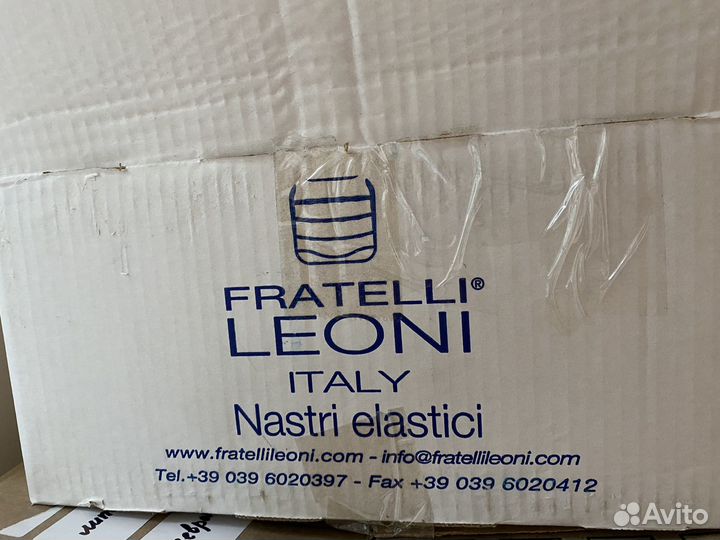 FRATELLI®
LEONI
ITALY
Nastri elastici
www.fratellileoni.com - info@fratellileoni.com
Tel.+39 039 6020397 - Fax +39 039 6020412
Avito